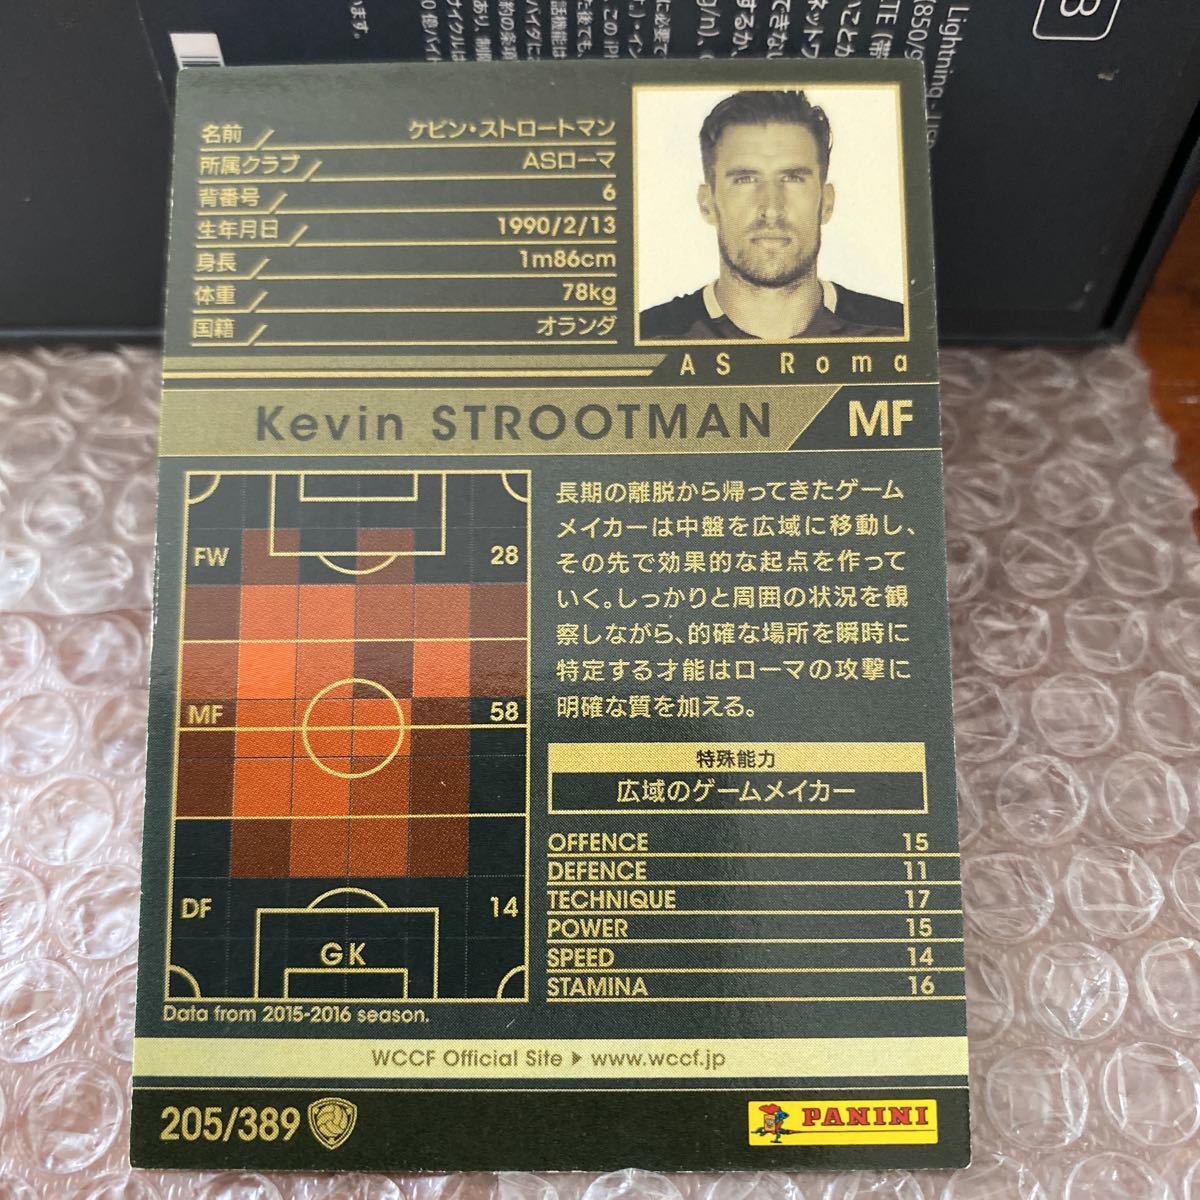 Lightning - USB
名前 ケビン・ストロートマン
所属クラブ ASローマ
背番号 6
生年月日 1990/2/13
身長 1m86cm
体重 78kg
国籍 オランダ
AS Roma
Kevin STROOTMAN MF
長期の離脱から帰ってきたゲーム
メイカーは中盤を広域に移動し、
その先で効果的な起点を作って
いく。しっかりと周囲の状況を観
察しながら、的確な場所を瞬時に
特定する才能はローマの攻撃に
明確な質を加える。
FW 28
MF 58
DF 14
GK
Data from 2015-2016 season.
特殊能力
広域のゲームメイカー
OFFENCE 15
DEFENCE 11
TECHNIQUE 17
POWER 15
SPEED 14
STAMINA 16
WCCF Official Site ▶ www.wccf.jp
205/389
PANINI